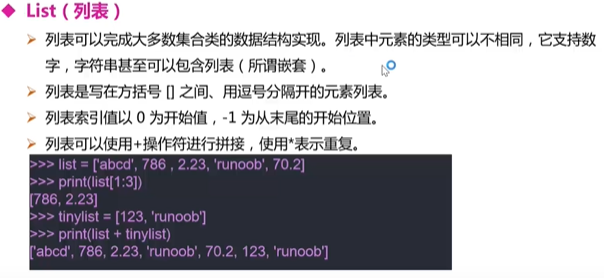 List（列表）
列表可以完成大多数集合类的数据结构实现。列表中元素的类型可以不相同，它支持数
字，字符串甚至可以包含列表（所谓嵌套）。
列表是写在方括号 [] 之间、用逗号分隔开的元素列表。
列表索引值以 0 为开始值，-1 为从末尾的开始位置。
列表可以使用+操作符进行拼接，使用*表示重复。
>>> list = ['abcd', 786 , 2.23, 'runoob', 70.2]
>>> print(list[1:3])
[786, 2.23]
>>> tinylist = [123, 'runoob']
>>> print(list + tinylist)
['abcd', 786, 2.23, 'runoob', 70.2, 123, 'runoob']